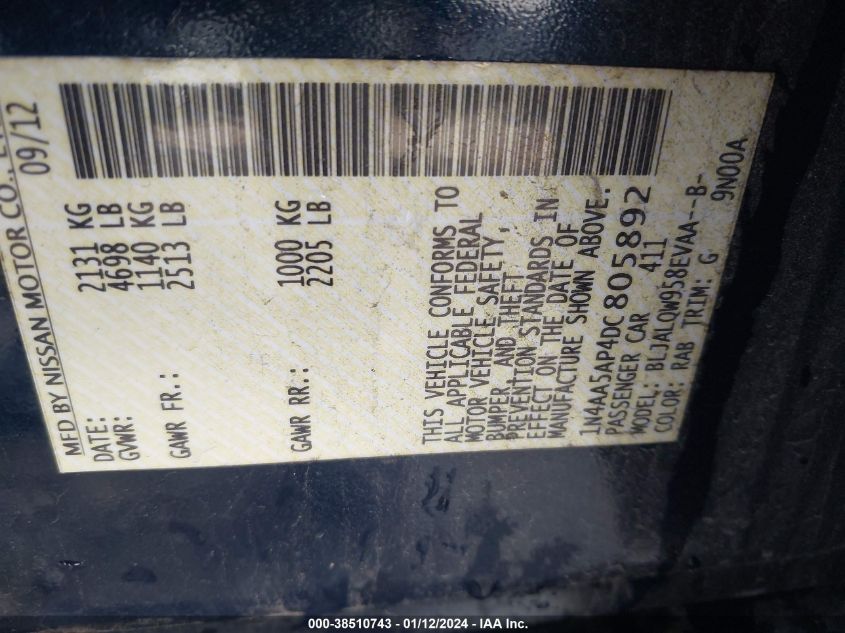 MFD BY NISSAN MOTOR CO.,
DATE: 09/12
GVWR: 2131 KG
4698 LB
GAWR FR.: 1140 KG
2513 LB
GAWR RR.: 1000 KG
2205 LB
THIS VEHICLE CONFORMS TO
ALL APPLICABLE FEDERAL
MOTOR VEHICLE SAFETY,
BUMPER, AND THEFT
PREVENTION STANDARDS IN
EFFECT ON THE DATE OF
MANUFACTURE SHOWN ABOVE.
1N4AA5AP4DC805892
PASSENGER CAR 411
MODEL: BLJALQW958EVAA--B-
COLOR: RAB TRIM: G 9N00A
000-38510743 - 01/12/2024 - IAA Inc.